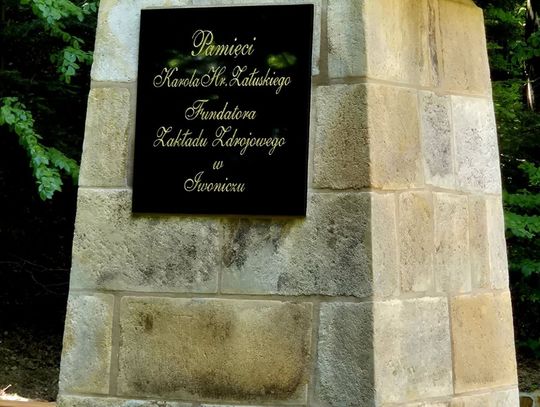 Pamięci
Karola Hr. Załuskiego
Fundatora
Zakładu Zdrojowego
w
Iwoniczu